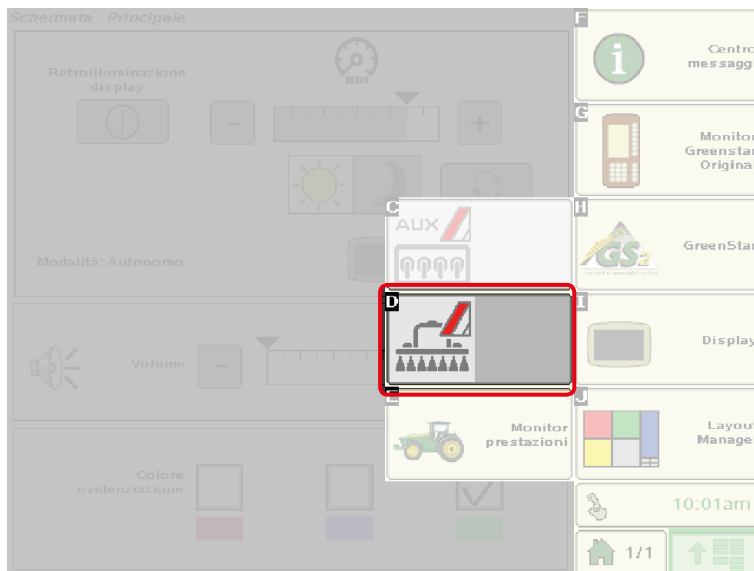 Schermata - Principale
Retroilluminazione
display
-
+
Modalità: Autonomo
Volume
-
Colore
evidenziazione
C
AUX
D
E
Monitor
prestazioni
F
Centro
messaggi
G
Monitor
Greenstar
Original
H
GS2
GreenStar
I
Display
J
Layout
Manager
10:01am
1/1